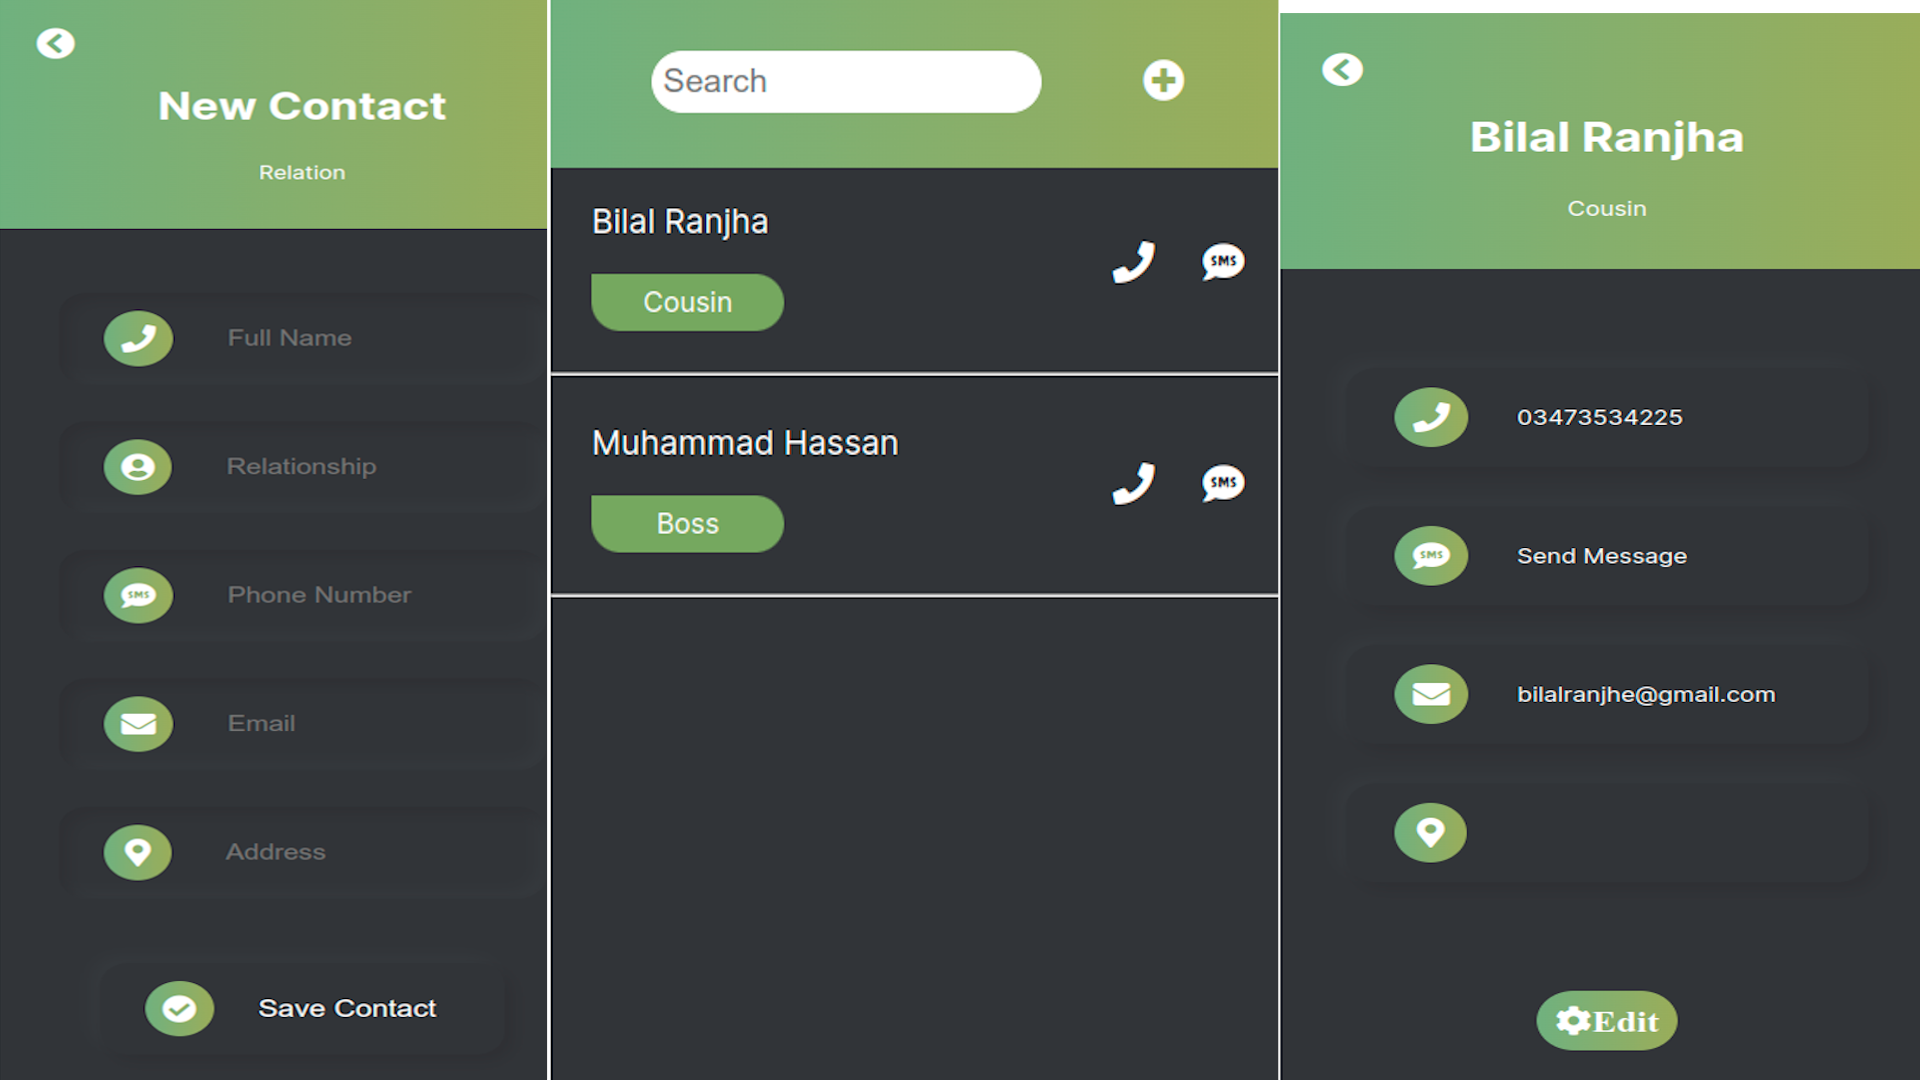 New Contact
Relation
Full Name
Relationship
SMS
Phone Number
Email
Address
Save Contact
Search
Bilal Ranjha
SMS
Cousin
Muhammad Hassan
SMS
Boss
Bilal Ranjha
Cousin
03473534225
SMS
Send Message
bilalranjhe@gmail.com
Edit